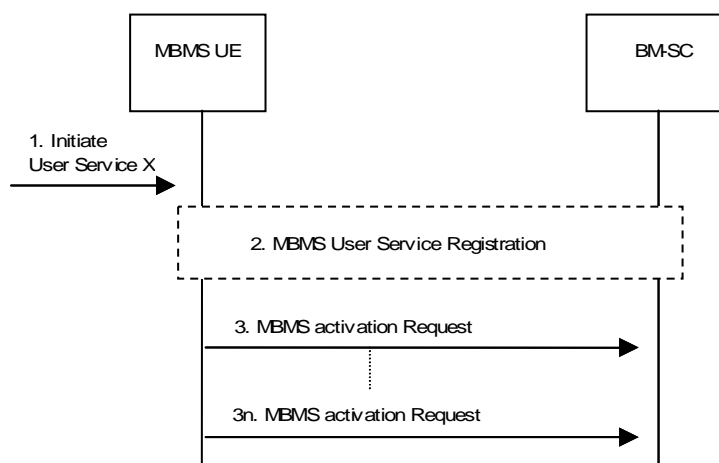 MBMS UE
BM-SC
1. Initiate
User Service X
2. MBMS User Service Registration
3. MBMS activation Request
3n. MBMS activation Request